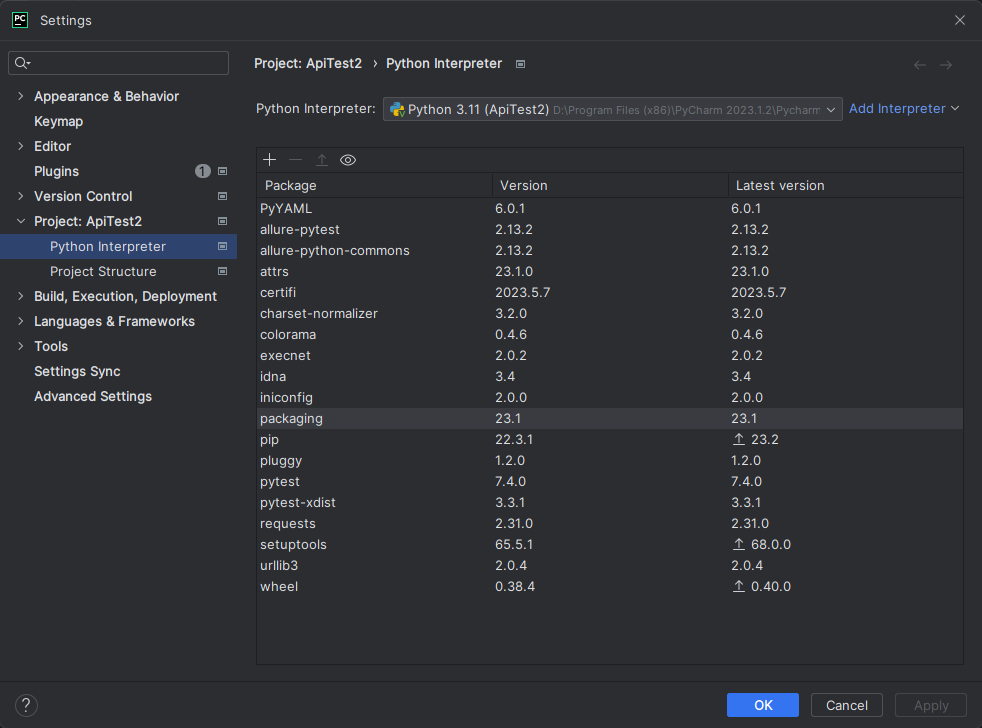 PC Settings
Project: ApiTest2 › Python Interpreter
Appearance & Behavior
Keymap
Editor
Plugins 1
Version Control
Project: ApiTest2
Python Interpreter
Project Structure
Build, Execution, Deployment
Languages & Frameworks
Tools
Settings Sync
Advanced Settings
Python Interpreter: Python 3.11 (ApiTest2) D:\Program Files (x86)\PyCharm 2023.1.2\Pycharm Add Interpreter
Package Version Latest version
PyYAML 6.0.1 6.0.1
allure-pytest 2.13.2 2.13.2
allure-python-commons 2.13.2 2.13.2
attrs 23.1.0 23.1.0
certifi 2023.5.7 2023.5.7
charset-normalizer 3.2.0 3.2.0
colorama 0.4.6 0.4.6
execnet 2.0.2 2.0.2
idna 3.4 3.4
iniconfig 2.0.0 2.0.0
packaging 23.1 23.1
pip 22.3.1 23.2
pluggy 1.2.0 1.2.0
pytest 7.4.0 7.4.0
pytest-xdist 3.3.1 3.3.1
requests 2.31.0 2.31.0
setuptools 65.5.1 68.0.0
urllib3 2.0.4 2.0.4
wheel 0.38.4 0.40.0
? OK Cancel Apply